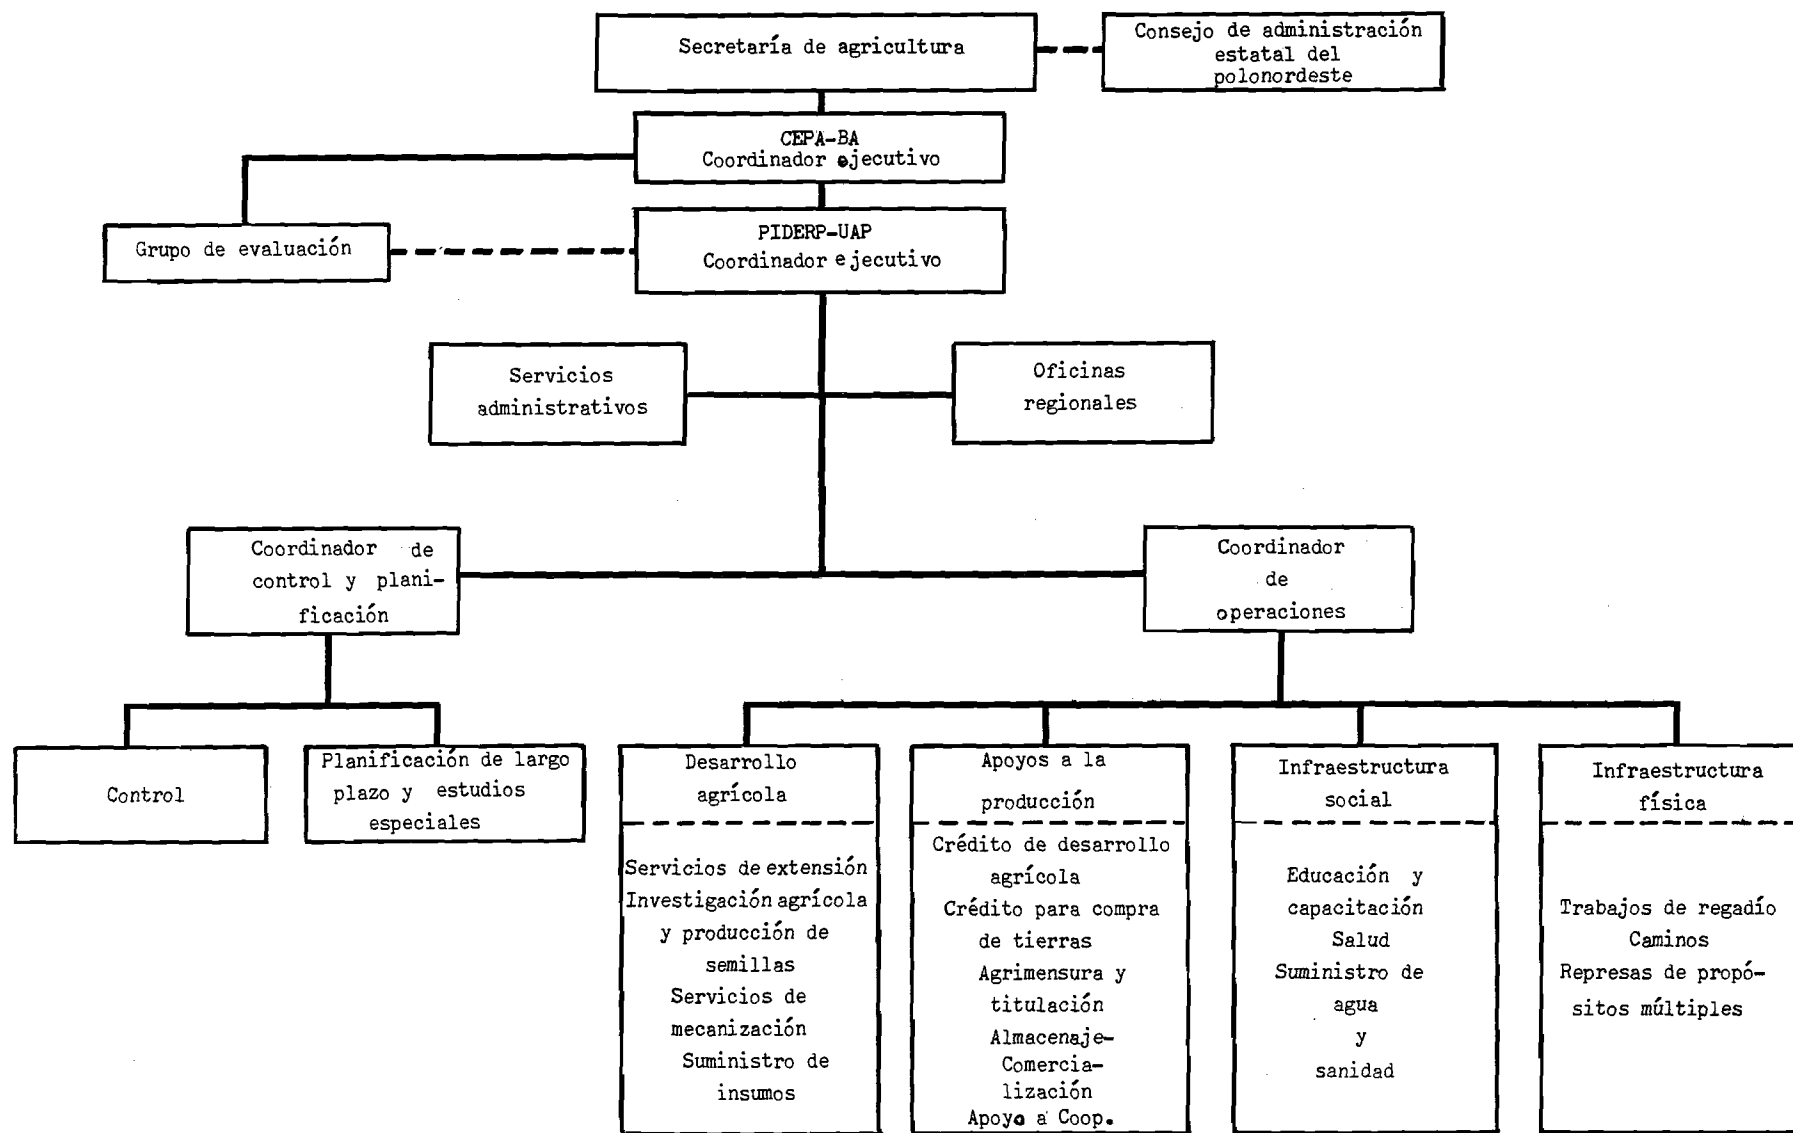 Secretaría de agricultura
Consejo de administración
estatal del
polonordeste
CEPA-BA
Coordinador ejecutivo
Grupo de evaluación
PIDERP-UAP
Coordinador ejecutivo
Servicios
administrativos
Oficinas
regionales
Coordinador de
control y plani-
ficación
Coordinador
de
operaciones
Control
Planificación de largo
plazo y estudios
especiales
Desarrollo
agrícola
Servicios de extensión
Investigación agrícola
y producción de
semillas
Servicios de
mecanización
Suministro de
insumos
Apoyos a la
producción
Crédito de desarrollo
agrícola
Crédito para compra
de tierras
Agrimensura y
titulación
Almacenaje-
Comercia-
lización
Apoyo a Coop.
Infraestructura
social
Educación y
capacitación
Salud
Suministro de
agua
y
sanidad
Infraestructura
física
Trabajos de regadío
Caminos
Represas de propó-
sitos múltiples